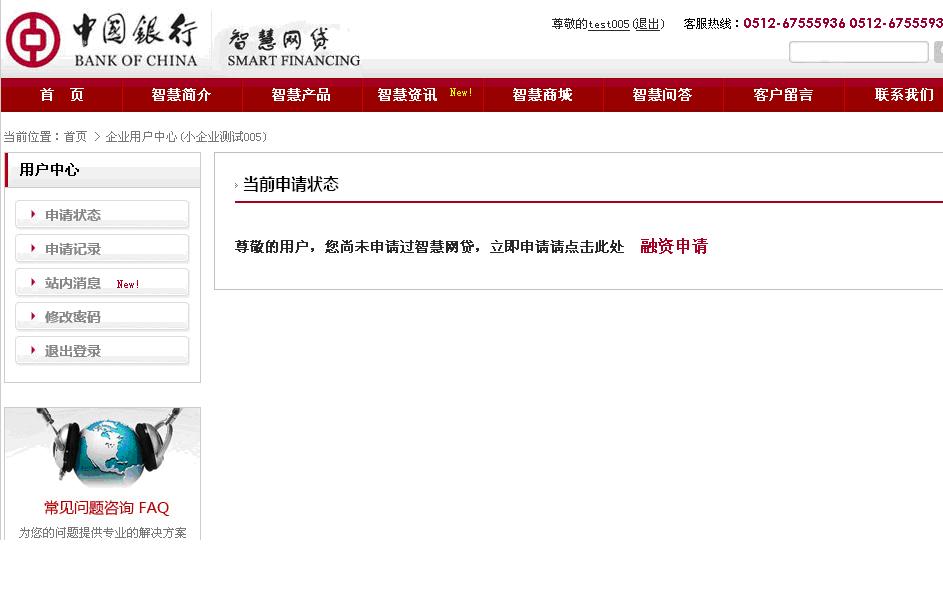 中国銀行 智慧网贷
BANK OF CHINA SMART FINANCING
尊敬的test005 (退出) 客服热线：0512-67555936 0512-6755593
首 页 智慧简介 智慧产品 智慧资讯 New! 智慧商城 智慧问答 客户留言 联系我们
当前位置：首页 > 企业用户中心(小企业测试005)
用户中心
申请状态
申请记录
站内消息 New!
修改密码
退出登录
当前申请状态
尊敬的用户，您尚未申请过智慧网贷，立即申请请点击此处 融资申请
常见问题咨询 FAQ
为您的问题提供专业的解决方案